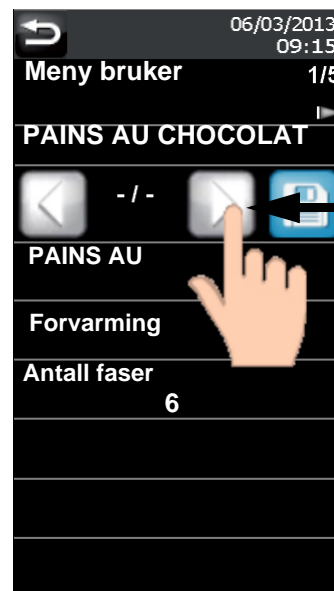 06/03/2013
09:15
Meny bruker 1/5
PAINS AU CHOCOLAT
- / -
PAINS AU
Forvarming
Antall faser
6